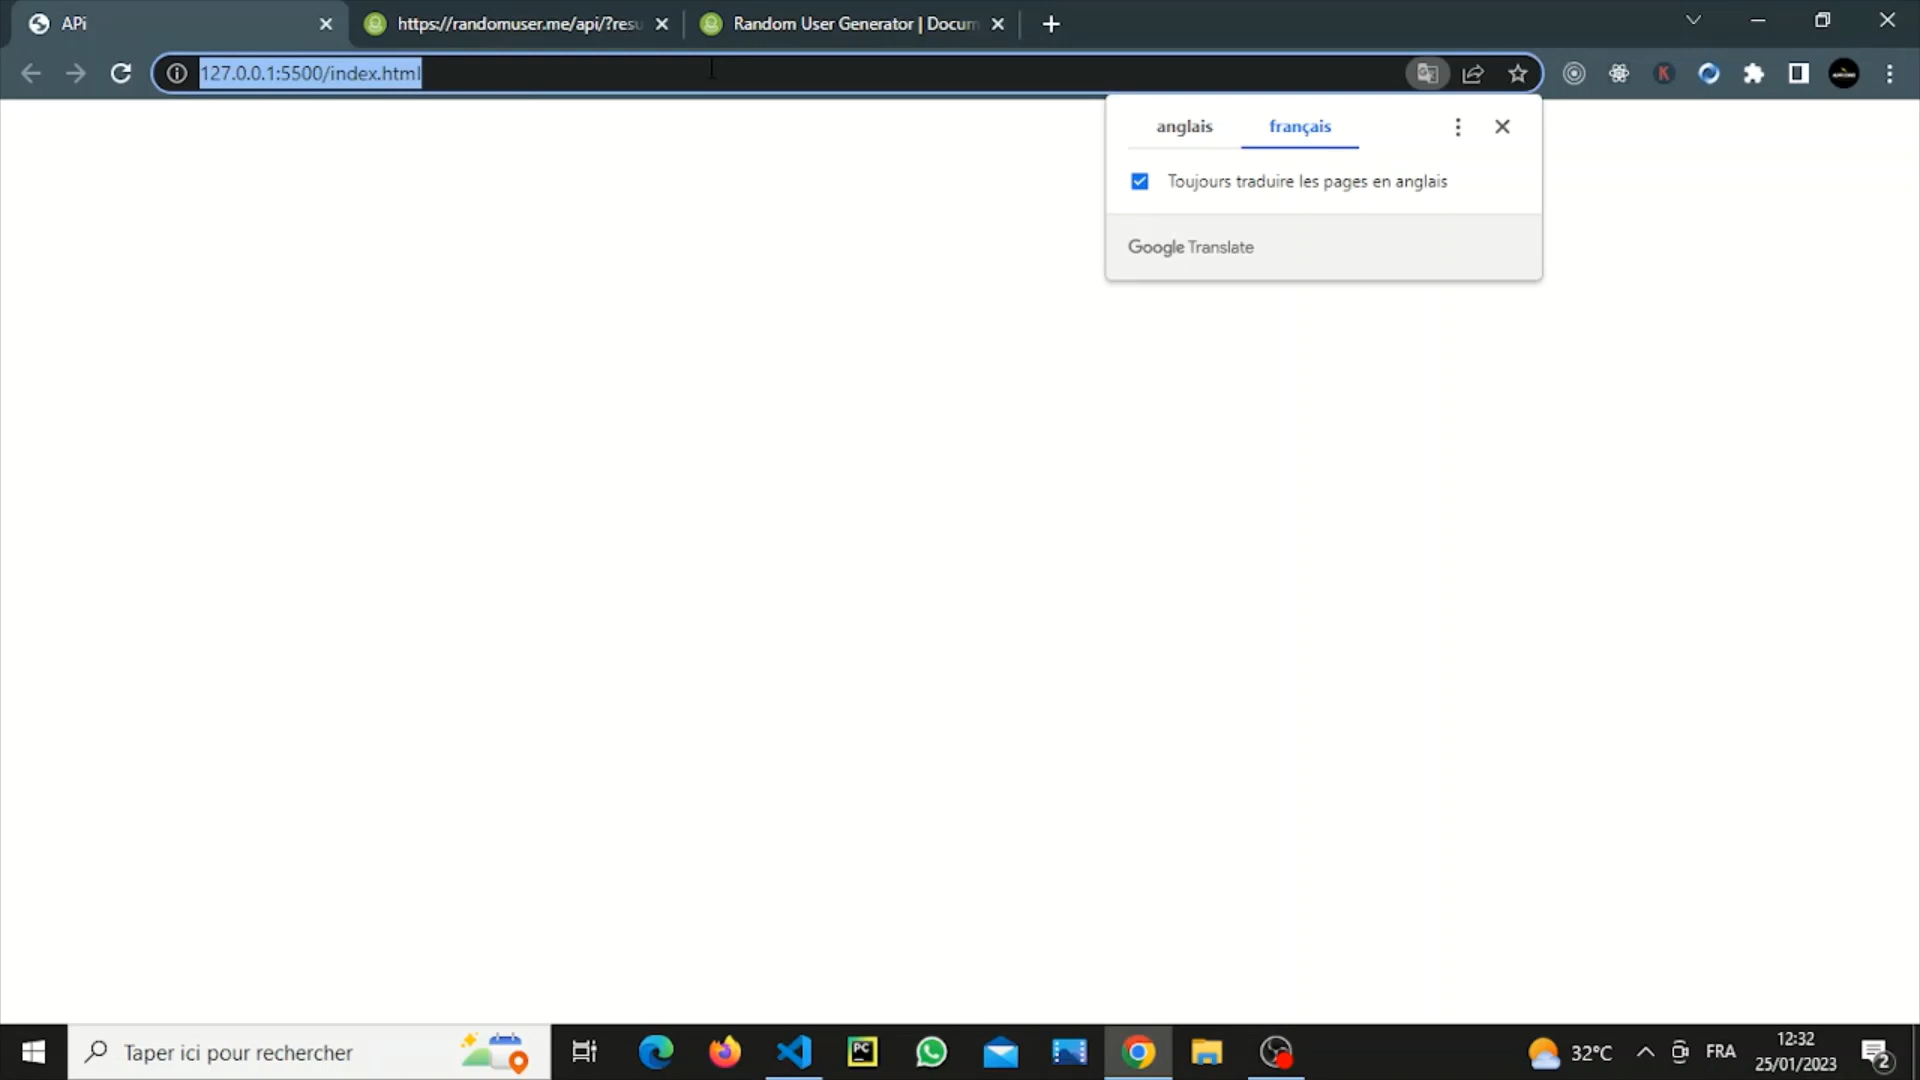 APi
https://randomuser.me/api/?resu
Random User Generator | Docum
127.0.0.1:5500/index.html
K
anglais
français
Toujours traduire les pages en anglais
Google Translate
Taper ici pour rechercher
PC
32°C
FRA
12:32
25/01/2023
2